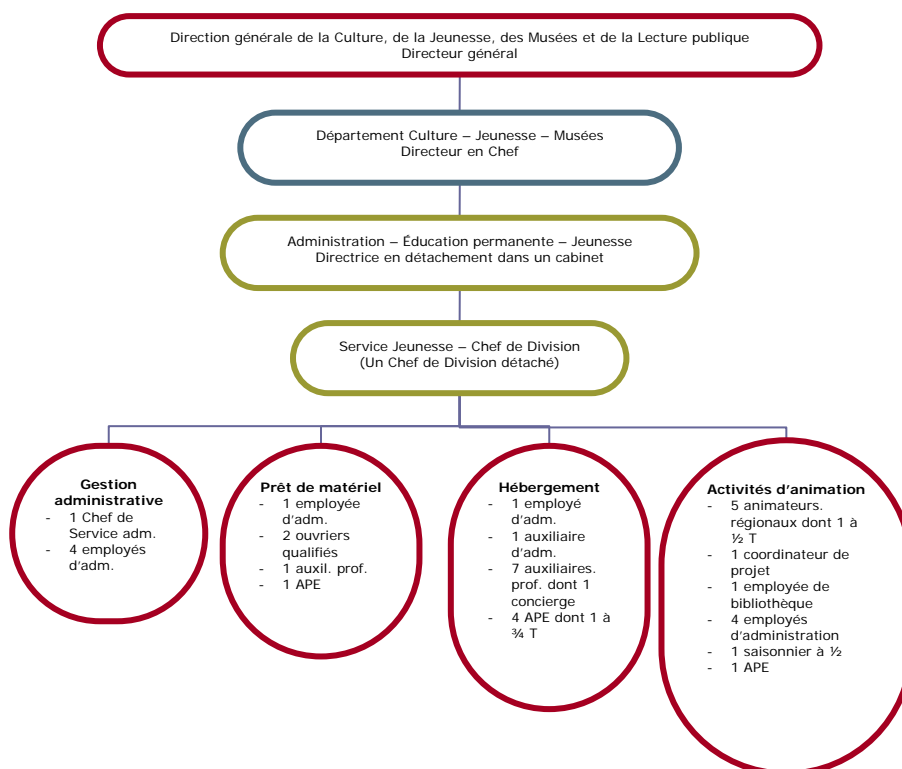 Direction générale de la Culture, de la Jeunesse, des Musées et de la Lecture publique
Directeur général
Département Culture – Jeunesse – Musées
Directeur en Chef
Administration – Éducation permanente – Jeunesse
Directrice en détachement dans un cabinet
Service Jeunesse – Chef de Division
(Un Chef de Division détaché)
Gestion
administrative
- 1 Chef de
Service adm.
- 4 employés
d'adm.
Prêt de matériel
- 1 employée
d'adm.
- 2 ouvriers
qualifiés
- 1 auxil. prof.
- 1 APE
Hébergement
- 1 employé
d'adm.
- 1 auxiliaire
d'adm.
- 7 auxiliaires.
prof. dont 1
concierge
- 4 APE dont 1 à
¾ T
Activités d'animation
- 5 animateurs.
régionaux dont 1 à
½ T
- 1 coordinateur de
projet
- 1 employée de
bibliothèque
- 4 employés
d'administration
- 1 saisonnier à ½
- 1 APE